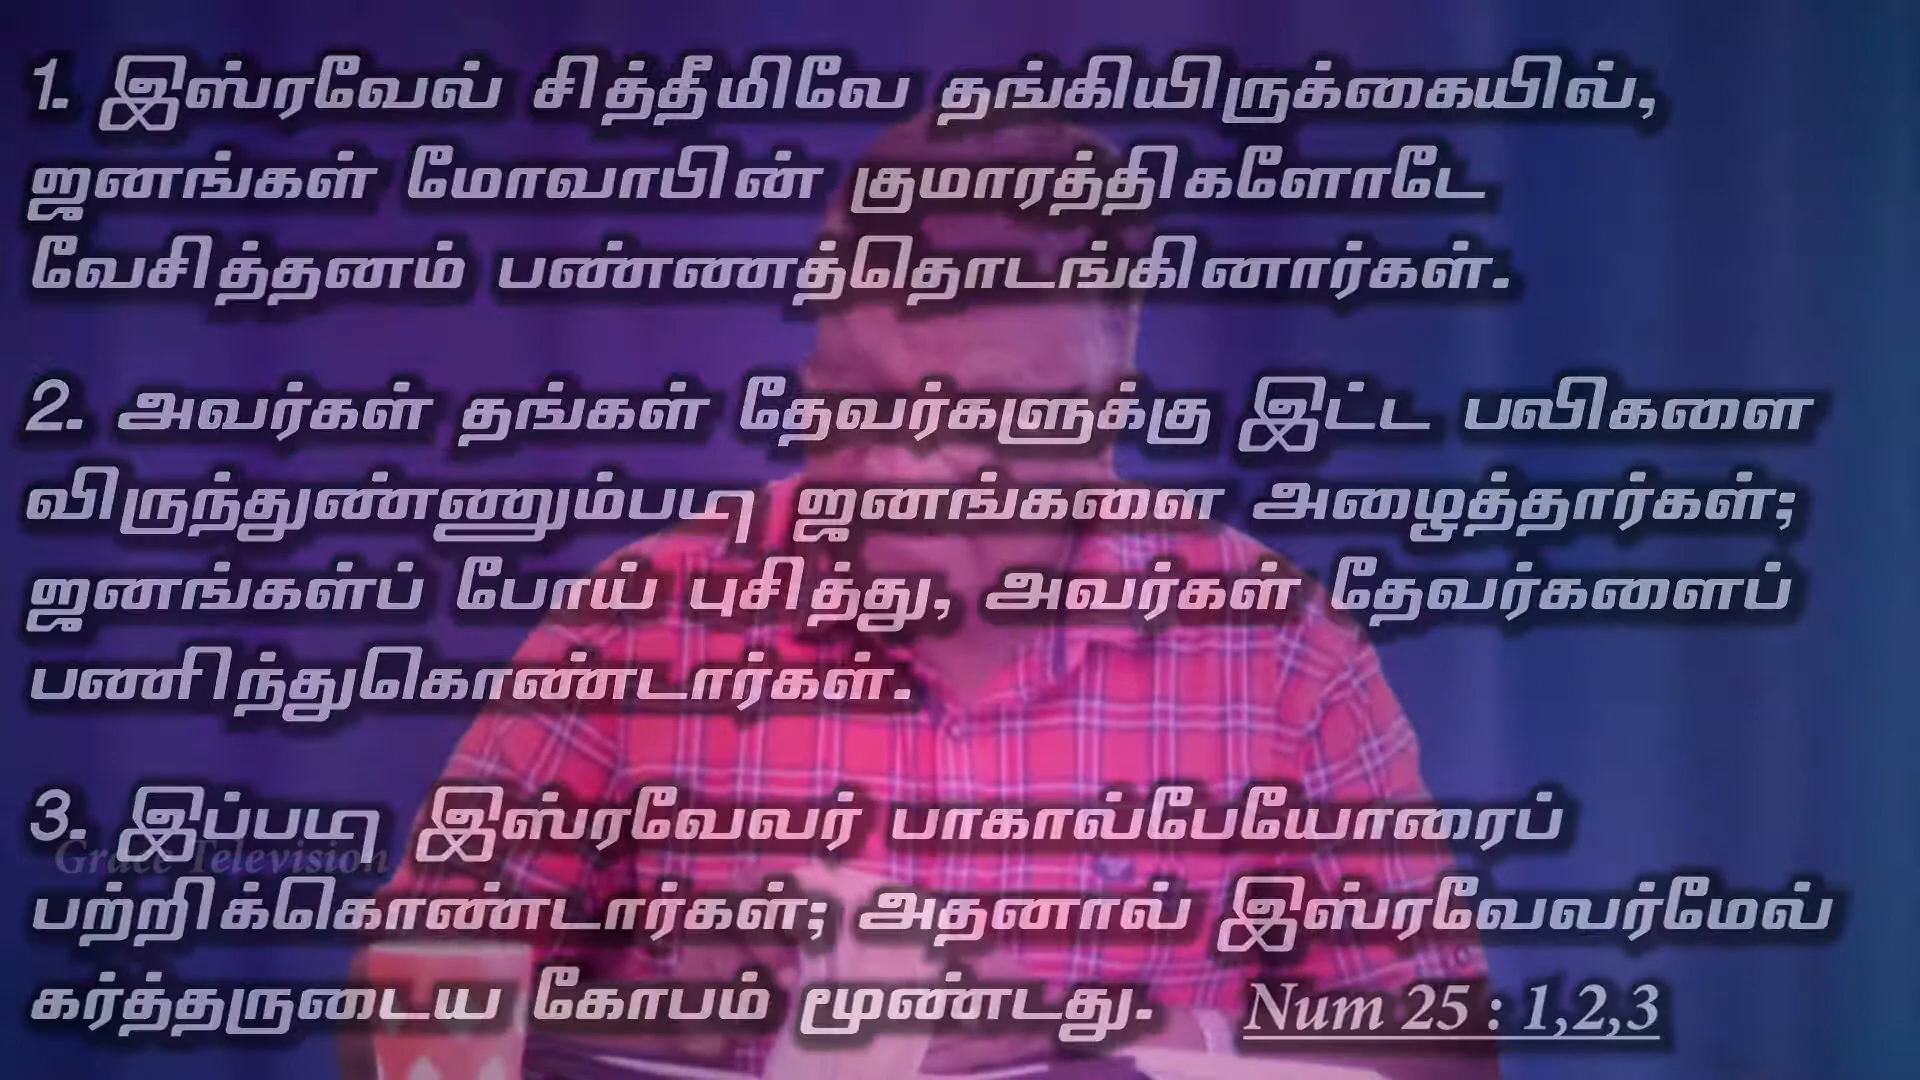 1. இஸ்ரவேல் சித்தீமிலே தங்கியிருக்கையில்,
ஜனங்கள் மோவாபின் குமாரத்திகளோடே
வேசித்தனம் பண்ணத்தொடங்கினார்கள்.
2. அவர்கள் தங்கள் தேவர்களுக்கு இட்ட பலிகளை
விருந்துண்ணும்படி ஜனங்களை அழைத்தார்கள்;
ஜனங்கள்ப் போய் புசித்து, அவர்கள் தேவர்களைப்
பணிந்துகொண்டார்கள்.
3. இப்படி இஸ்ரவேலர் பாகால்பேயோரைப்
Grace Television
பற்றிக்கொண்டார்கள்; அதனால் இஸ்ரவேலர்மேல்
கர்த்தருடைய கோபம் மூண்டது. Num 25 : 1,2,3